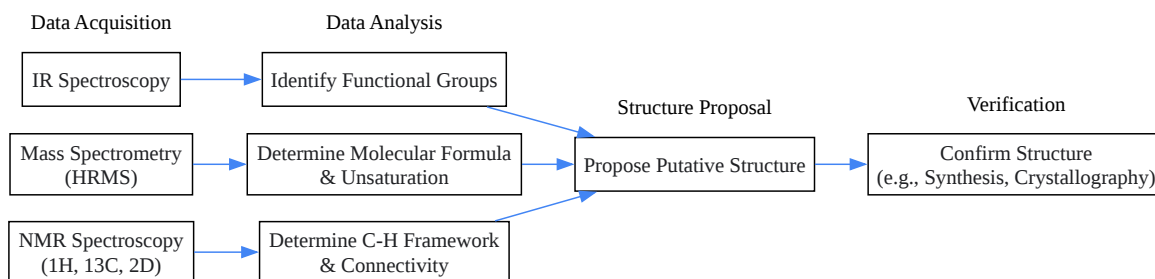 Data Acquisition
Data Analysis
IR Spectroscopy
Identify Functional Groups
Structure Proposal
Verification
Mass Spectrometry
(HRMS)
Determine Molecular Formula
& Unsaturation
Propose Putative Structure
Confirm Structure
(e.g., Synthesis, Crystallography)
NMR Spectroscopy
(1H, 13C, 2D)
Determine C-H Framework
& Connectivity